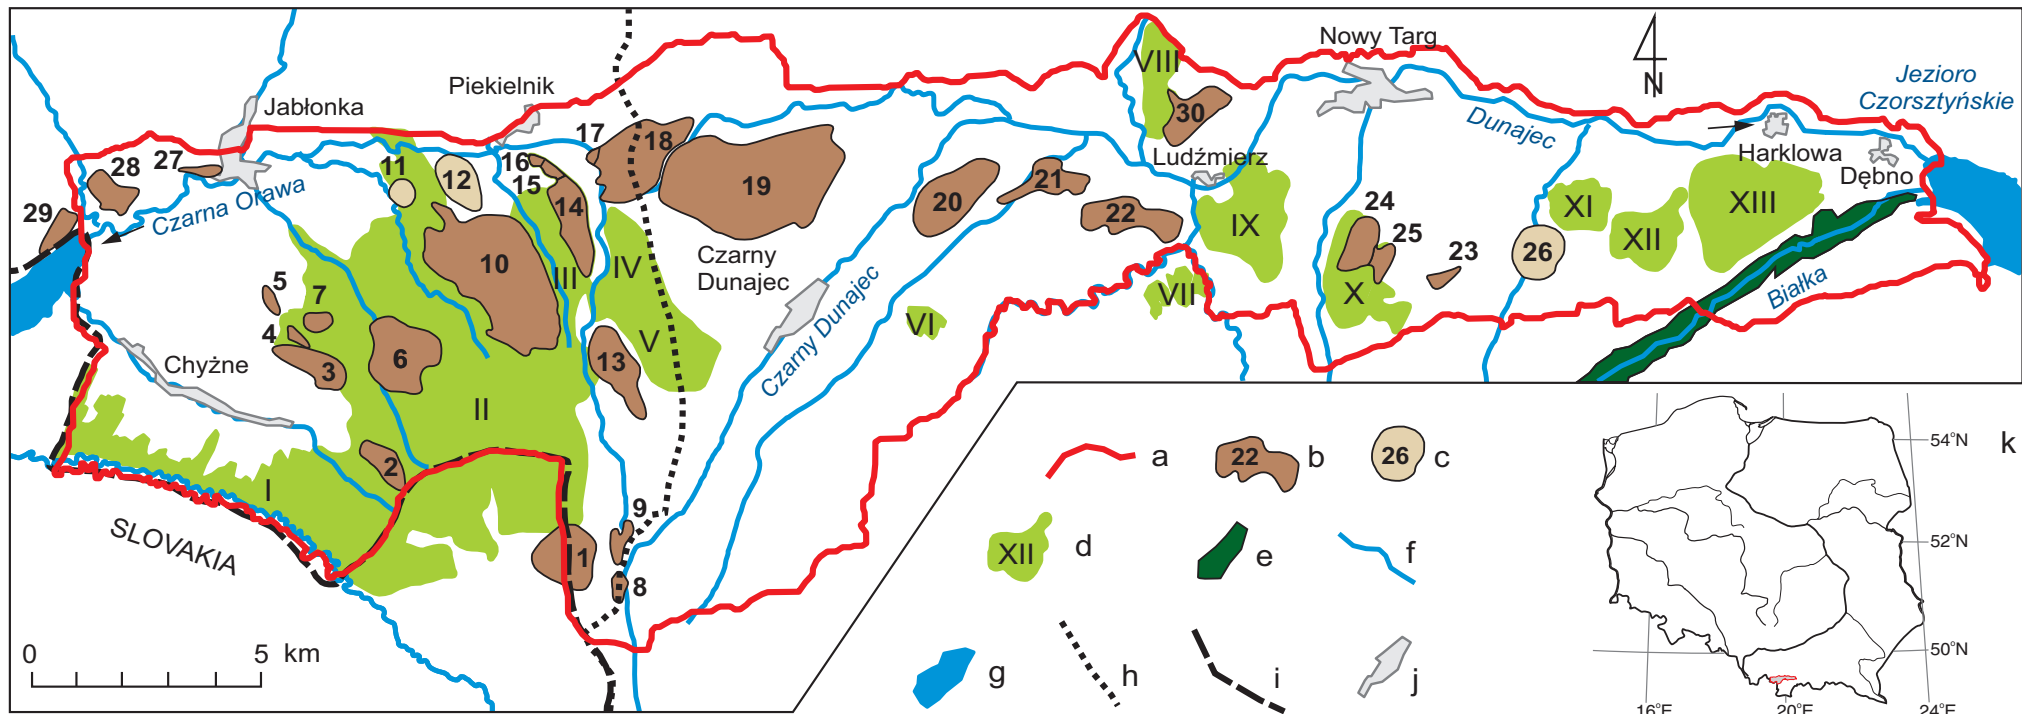 Nowy Targ
Jezioro
Czorsztyńskie
Piekielnik
Jabłonka
VIII
30
Dunajec
N
Harklowa
Dębno
Ludźmierz
17
18
16
15
14
11
12
28
27
29
Czarna Orawa
19
20
21
22
IX
24
25
23
26
XI
XII
XIII
Białka
X
VII
VI
Czarny
Dunajec
Czarny Dunajec
10
III
IV
V
13
5
7
4
3
6
Chyżne
II
2
I
SLOVAKIA
9
1
8
0 5 km
22
a b
26
c
XII
d e f
g h i j
k
54°N
52°N
50°N
16°E 20°E 24°E